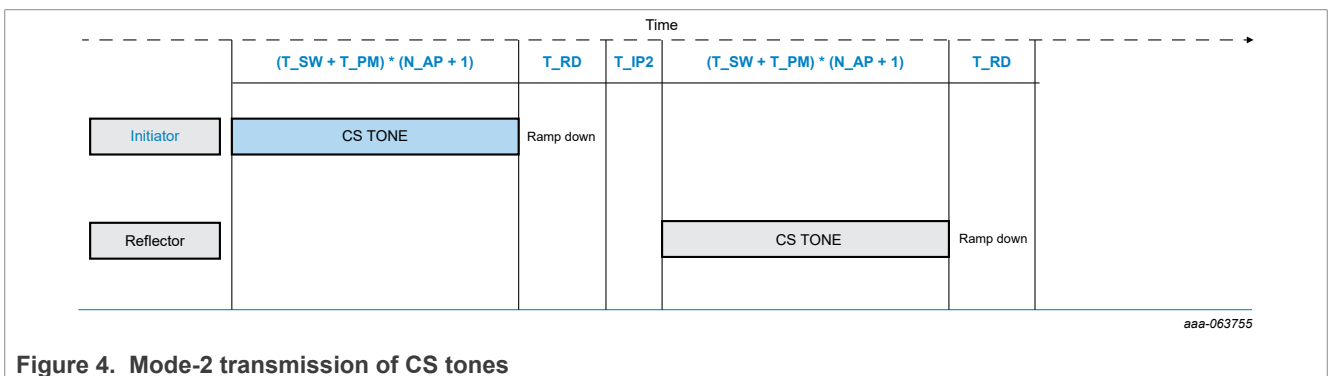 Time
(T_SW + T_PM) * (N_AP + 1) T_RD T_IP2 (T_SW + T_PM) * (N_AP + 1) T_RD
Initiator CS TONE Ramp down
Reflector CS TONE Ramp down
aaa-063755
Figure 4. Mode-2 transmission of CS tones